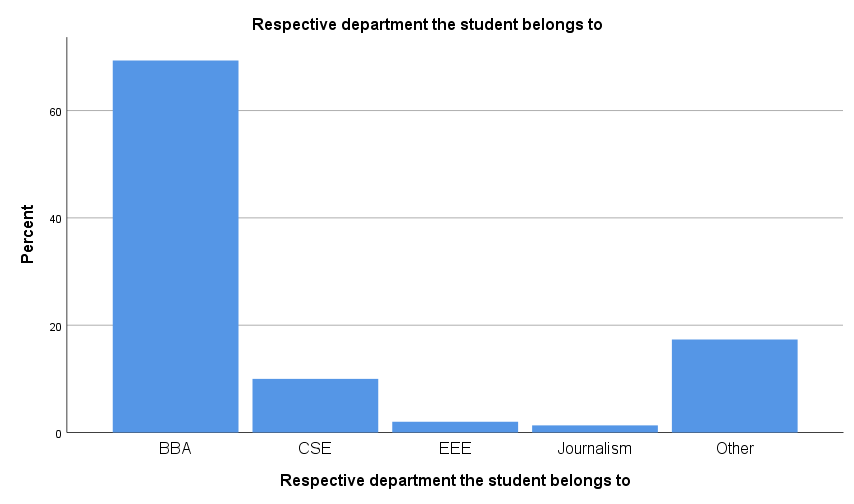 Respective department the student belongs to
Percent
60
40
20
0
BBA CSE EEE Journalism Other
Respective department the student belongs to